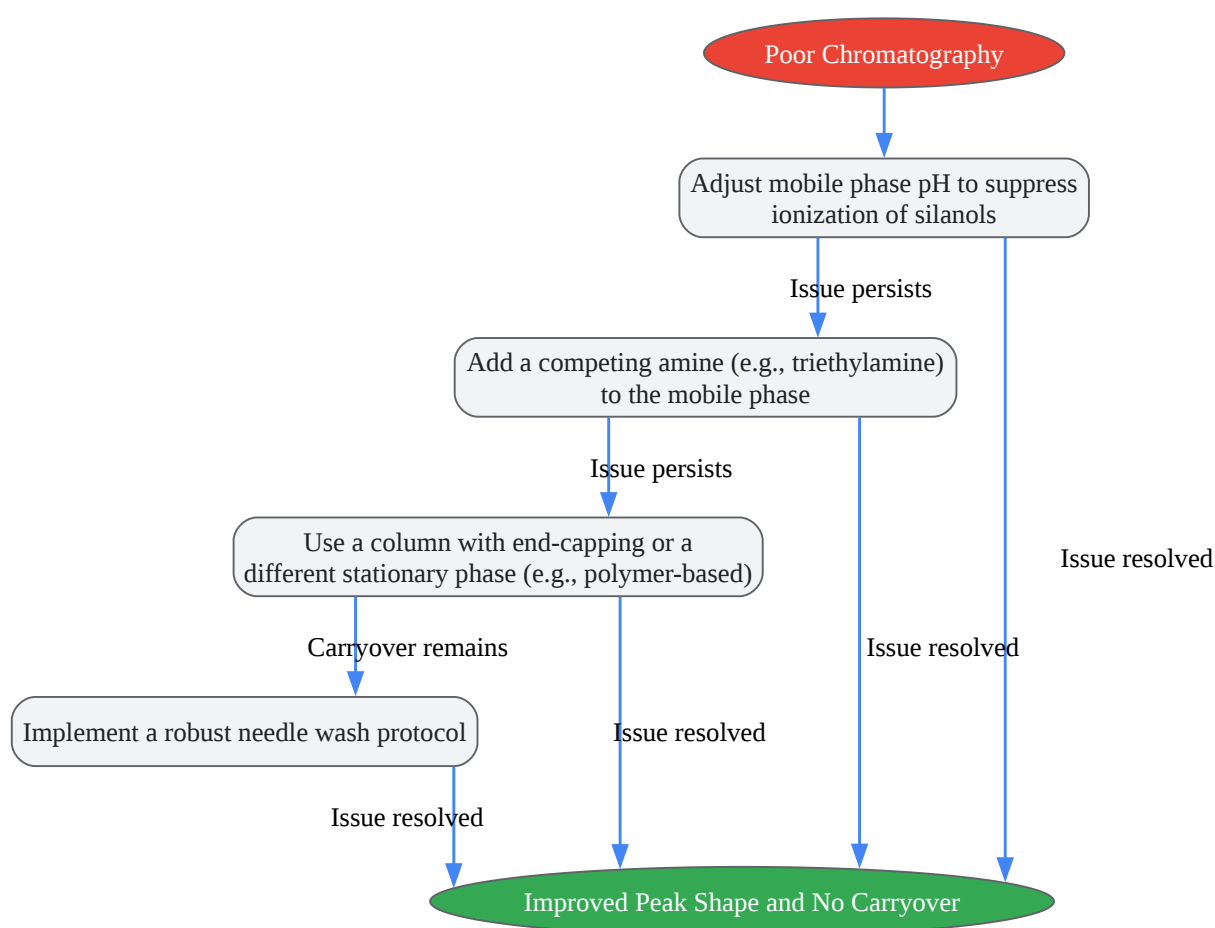 Poor Chromatography
Adjust mobile phase pH to suppress
ionization of silanols
Issue persists
Add a competing amine (e.g., triethylamine)
to the mobile phase
Issue persists
Use a column with end-capping or a
different stationary phase (e.g., polymer-based)
Issue resolved
Carryover remains
Issue resolved
Implement a robust needle wash protocol
Issue resolved
Issue resolved
Improved Peak Shape and No Carryover